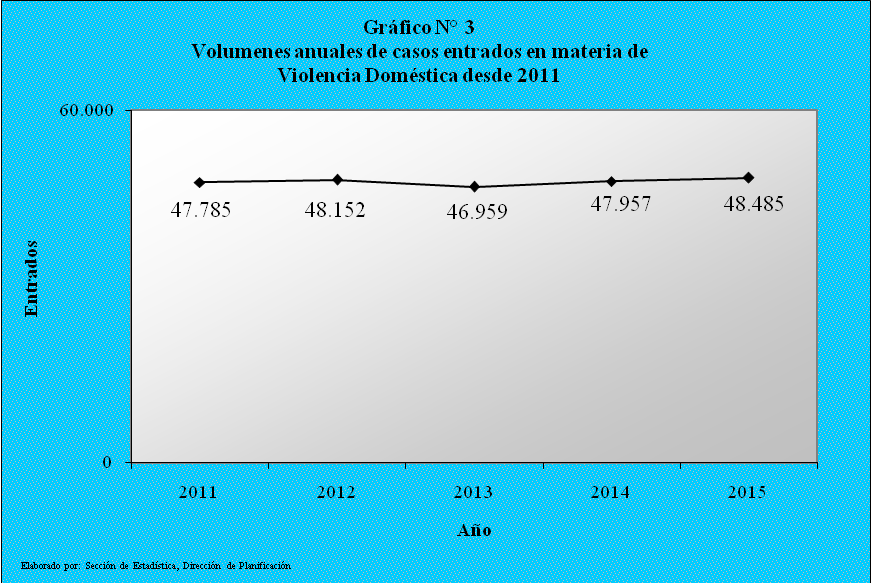 Gráfico N° 3
Volumenes anuales de casos entrados en materia de
Violencia Doméstica desde 2011
60.000
47.785
48.152
46.959
47.957
48.485
Entrados
0
2011
2012
2013
2014
2015
Año
Elaborado por: Sección de Estadística, Dirección de Planificación